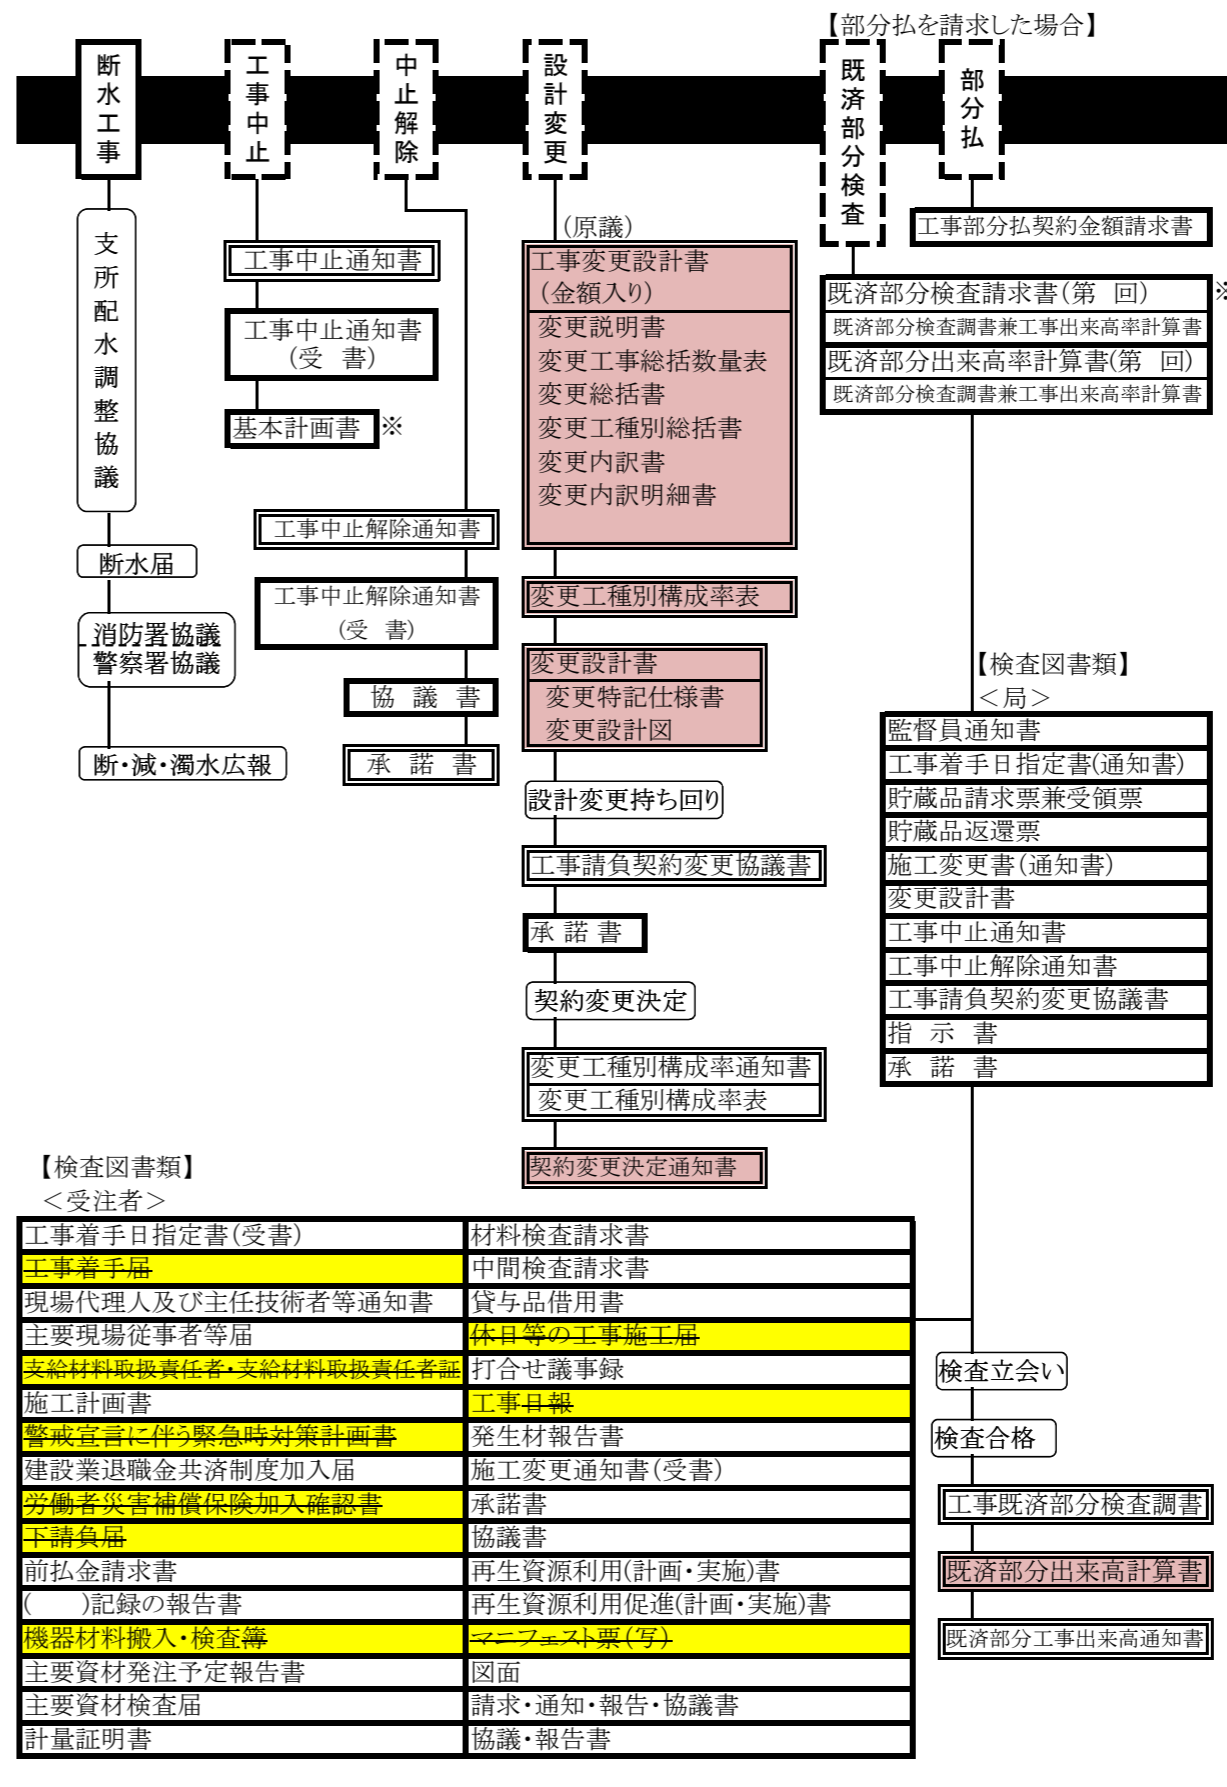 【部分払を請求した場合】
断水工事
工事中止
中止解除
設計変更
既済部分検査
部分払
支所配水調整協議
断水届
消防署協議
警察署協議
断・減・濁水広報
工事中止通知書
工事中止通知書
(受　書)
基本計画書 ※
工事中止解除通知書
工事中止解除通知書
(受　書)
協　議　書
承　諾　書
(原議)
工事変更設計書
(金額入り)
変更説明書
変更工事総括数量表
変更総括書
変更工種別総括書
変更内訳書
変更内訳明細書
変更工種別構成率表
変更設計書
変更特記仕様書
変更設計図
設計変更持ち回り
工事請負契約変更協議書
承 諾 書
契約変更決定
変更工種別構成率通知書
変更工種別構成率表
契約変更決定通知書
工事部分払契約金額請求書
既済部分検査請求書(第　回) ※
既済部分検査調書兼工事出来高率計算書
既済部分出来高率計算書(第　回)
既済部分検査調書兼工事出来高率計算書
【検査図書類】
＜局＞
監督員通知書
工事着手日指定書(通知書)
貯蔵品請求票兼受領票
貯蔵品返還票
施工変更書(通知書)
変更設計書
工事中止通知書
工事中止解除通知書
工事請負契約変更協議書
指　示　書
承　諾　書
【検査図書類】
＜受注者＞
工事着手日指定書(受書)
工事着手届
現場代理人及び主任技術者等通知書
主要現場従事者等届
支給材料取扱責任者・支給材料取扱責任者証
施工計画書
警戒宣言に伴う緊急時対策計画書
建設業退職金共済制度加入届
労働者災害補償保険加入確認書
下請負届
前払金請求書
(　　)記録の報告書
機器材料搬入・検査簿
主要資材発注予定報告書
主要資材検査届
計量証明書
材料検査請求書
中間検査請求書
貸与品借用書
休日等の工事施工届
打合せ議事録
工事日報
発生材報告書
施工変更通知書(受書)
承諾書
協議書
再生資源利用(計画・実施)書
再生資源利用促進(計画・実施)書
マニフェスト票(写)
図面
請求・通知・報告・協議書
協議・報告書
検査立会い
検査合格
工事既済部分検査調書
既済部分出来高計算書
既済部分工事出来高通知書